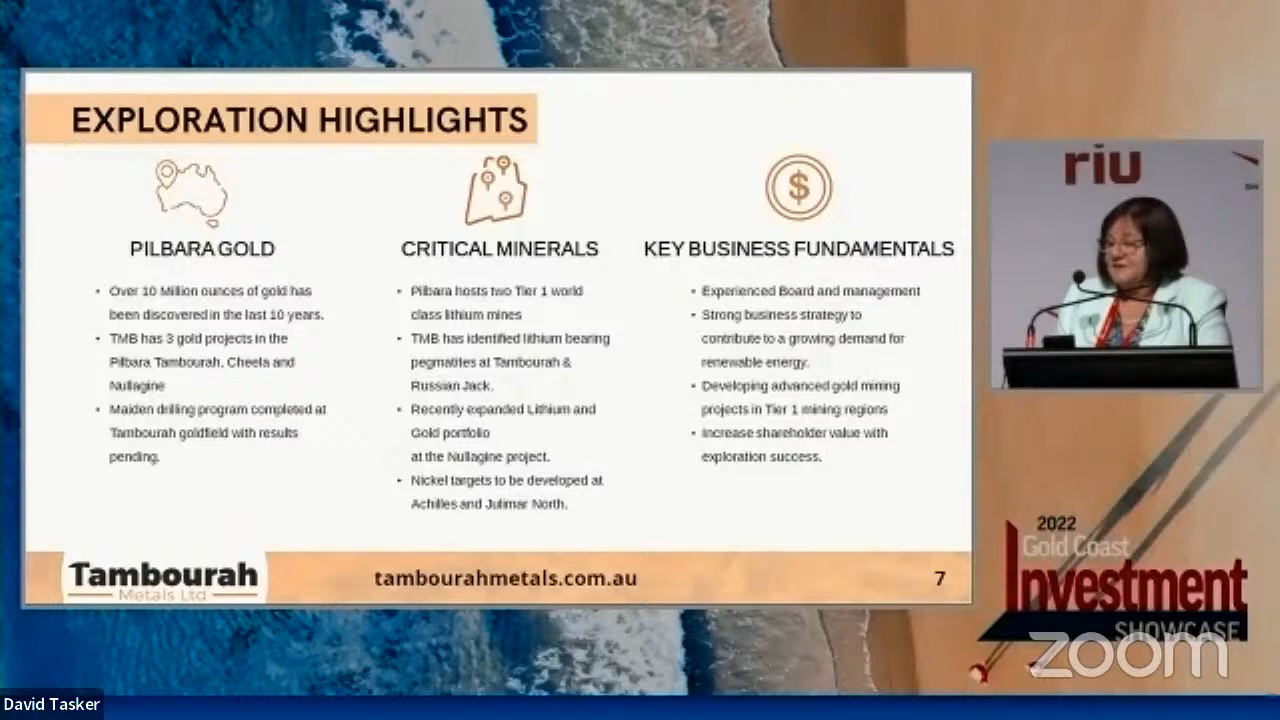 EXPLORATION HIGHLIGHTS
PILBARA GOLD
• Over 10 Million ounces of gold has
been discovered in the last 10 years.
• TMB has 3 gold projects in the
Pilbara Tambourah, Cheela and
Nullagine
• Maiden drilling program completed at
Tambourah goldfield with results
pending.
CRITICAL MINERALS
• Pilbara hosts two Tier 1 world
class lithium mines
• TMB has identified lithium bearing
pegmatites at Tambourah &
Russian Jack.
• Recently expanded Lithium and
Gold portfolio
at the Nullagine project.
• Nickel targets to be developed at
Achilles and Julimar North.
KEY BUSINESS FUNDAMENTALS
• Experienced Board and management
• Strong business strategy to
contribute to a growing demand for
renewable energy.
• Developing advanced gold mining
projects in Tier 1 mining regions
• Increase shareholder value with
exploration success.
$
Tambourah
Metals Ltd
tambourahmetals.com.au
7
riu
2022
Gold Coast
Investment
SHOWCASE
zoom
David Tasker